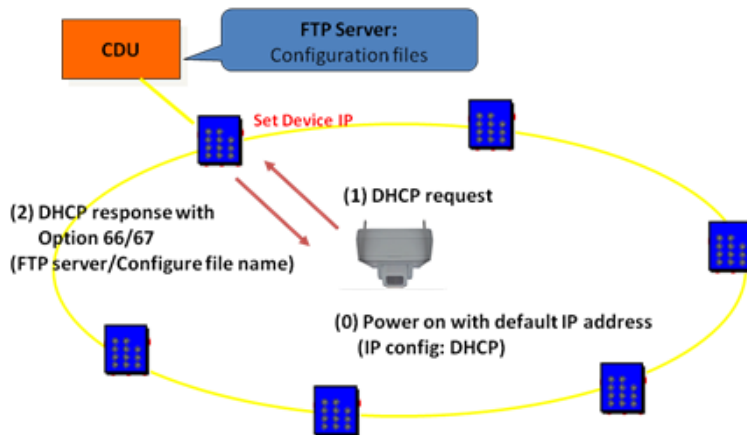 CDU
FTP Server:
Configuration files
Set Device IP
(1) DHCP request
(2) DHCP response with
Option 66/67
(FTP server/Configure file name)
(0) Power on with default IP address
(IP config: DHCP)